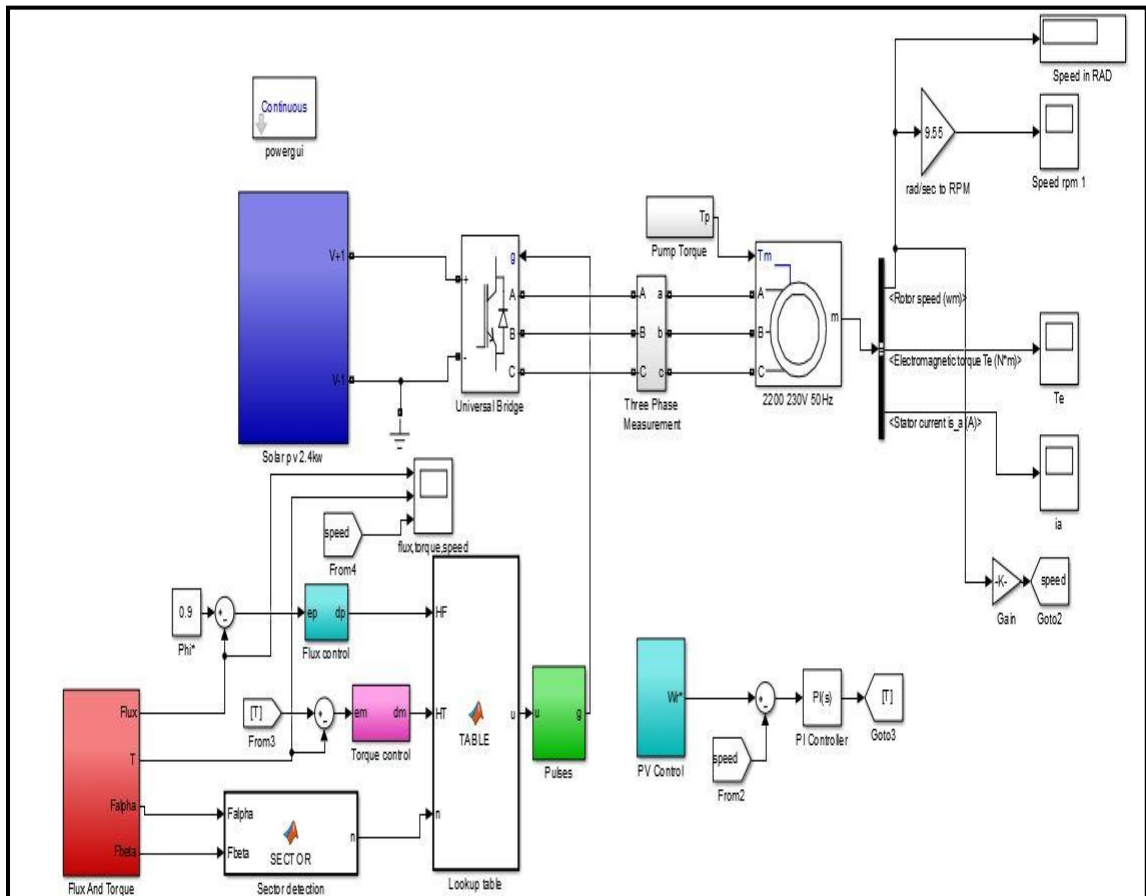 Speed in RAD
Continuous
powergui
9.55
rad/sec to RPM
Speed rpm 1
V+1
V-1
Solar pv 2.4kw
g
+
-
A
B
C
Universal Bridge
Tp
Pump Torque
A a
B b
C c
Three Phase
Measurement
Tm
A
B
C
m
2200 230V 50Hz
<Rotor speed (wm)>
<Electromagnetic torque Te (N*m)>
<Stator current is_a (A)>
Te
ia
-K-
Gain
speed
Goto2
speed
From4
flux,torque,speed
0.9
Phi*
+
-
ep dp
Flux control
[T]
From3
+
-
em dm
Torque control
Flux
T
Falpha
Fbeta
Flux And Torque
Falpha
Fbeta
n
SECTOR
Sector detection
HF
HT
n
u
TABLE
Lookup table
u g
Pulses
Wr*
PV Control
+
-
speed
From2
PI(s)
PI Controller
[T]
Goto3